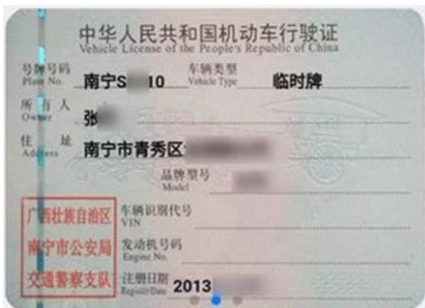 中华人民共和国机动车行驶证
Vehicle License of the People's Republic of China
号牌号码 南宁S 10 车辆类型 临时牌
Plate No. Vehicle Type
所有人 张
Owner
住址 南宁市青秀区
Address
品牌型号
Model
广西壮族自治区 车辆识别代号
VIN
南宁市公安局 发动机号码
Engine No.
交通警察支队 注册日期 2013
Register Date